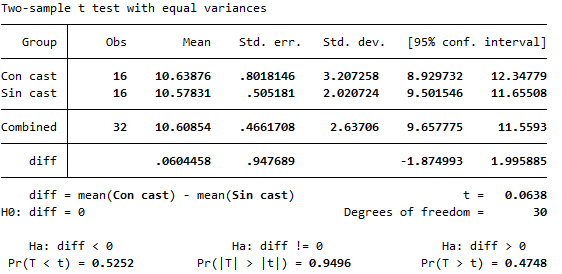 Two-sample t test with equal variances
Group Obs Mean Std. err. Std. dev. [95% conf. interval]
Con cast 16 10.63876 .8018146 3.207258 8.929732 12.34779
Sin cast 16 10.57831 .505181 2.020724 9.501546 11.65508
Combined 32 10.60854 .4661708 2.63706 9.657775 11.5593
diff .0604458 .947689 -1.874993 1.995885
diff = mean(Con cast) - mean(Sin cast) t = 0.0638
H0: diff = 0 Degrees of freedom = 30
Ha: diff < 0 Ha: diff != 0 Ha: diff > 0
Pr(T < t) = 0.5252 Pr(|T| > |t|) = 0.9496 Pr(T > t) = 0.4748